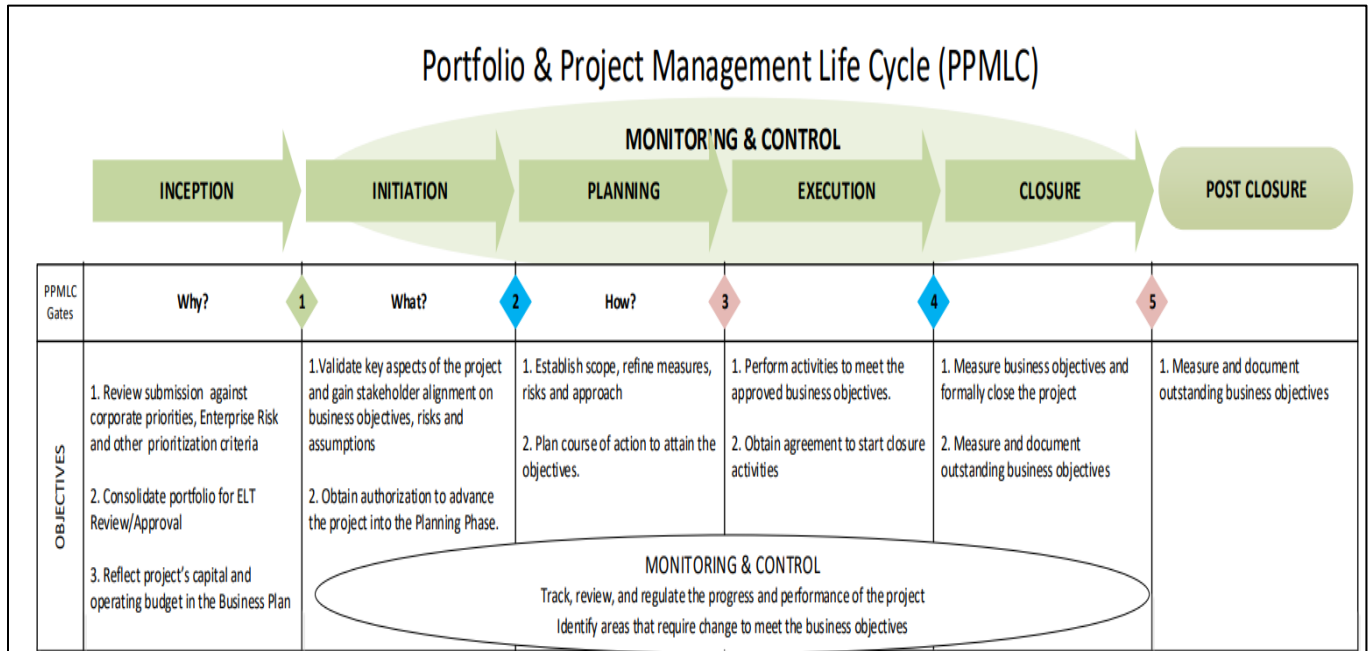 Portfolio & Project Management Life Cycle (PPMLC)
MONITORING & CONTROL
INCEPTION
INITIATION
PLANNING
EXECUTION
CLOSURE
POST CLOSURE
PPMLC
Gates
Why?
1
What?
2
How?
3
4
5
OBJECTIVES
1. Review submission against
corporate priorities, Enterprise Risk
and other prioritization criteria
2. Consolidate portfolio for ELT
Review/Approval
3. Reflect project's capital and
operating budget in the Business Plan
1.Validate key aspects of the project
and gain stakeholder alignment on
business objectives, risks and
assumptions
2. Obtain authorization to advance
the project into the Planning Phase.
1. Establish scope, refine measures,
risks and approach
2. Plan course of action to attain the
objectives.
1. Perform activities to meet the
approved business objectives.
2. Obtain agreement to start closure
activities
1. Measure business objectives and
formally close the project
2. Measure and document
outstanding business objectives
1. Measure and document
outstanding business objectives
MONITORING & CONTROL
Track, review, and regulate the progress and performance of the project
Identify areas that require change to meet the business objectives